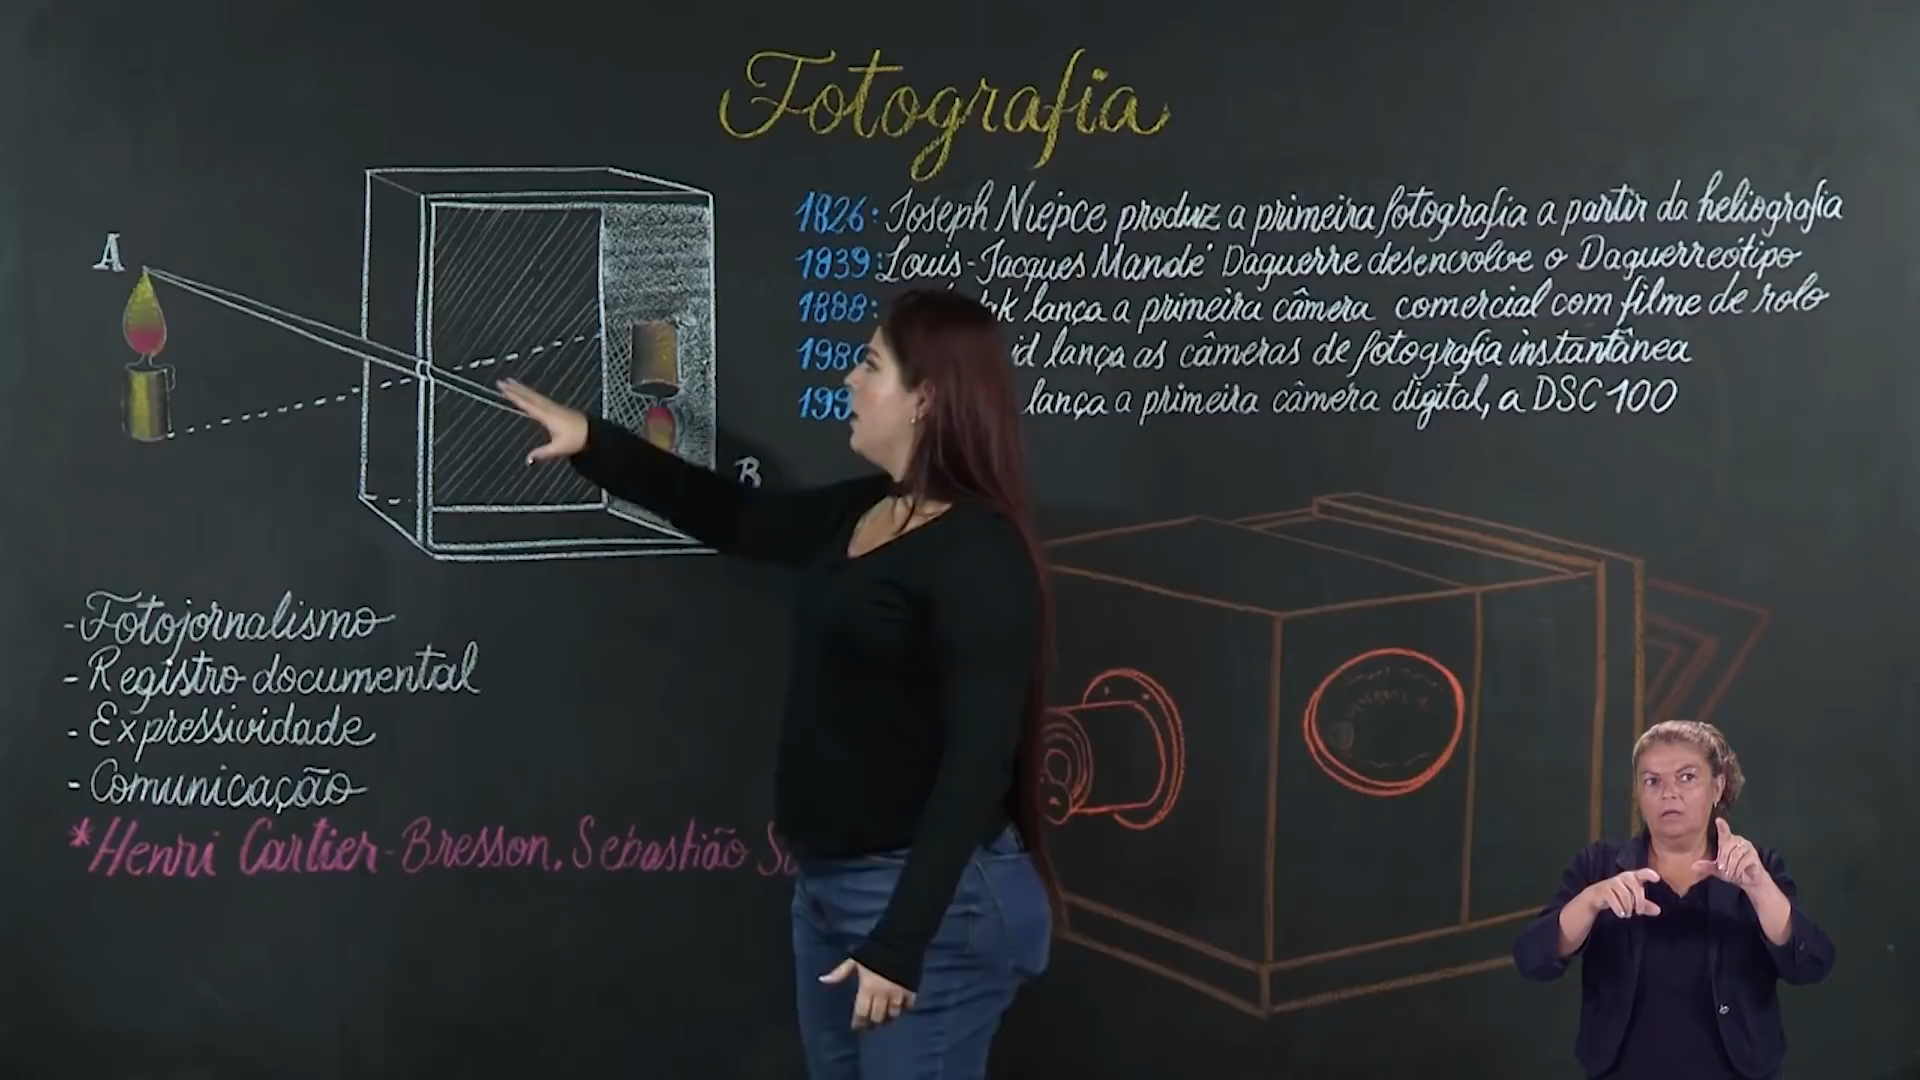 Fotografia
1826: Joseph Niepce produz a primeira fotografia a partir da heliografia
1839: Louis-Jacques Mandé Daguerre desenvolve o Daguerreótipo
1888: lança a primeira câmera comercial com filme de rolo
lança as câmeras de fotografia instantânea
lança a primeira câmera digital, a DSC 100
A
B
- Fotojornalismo
- Registro documental
- Expressividade
- Comunicação
*Henri Cartier-Bresson, Sebastião